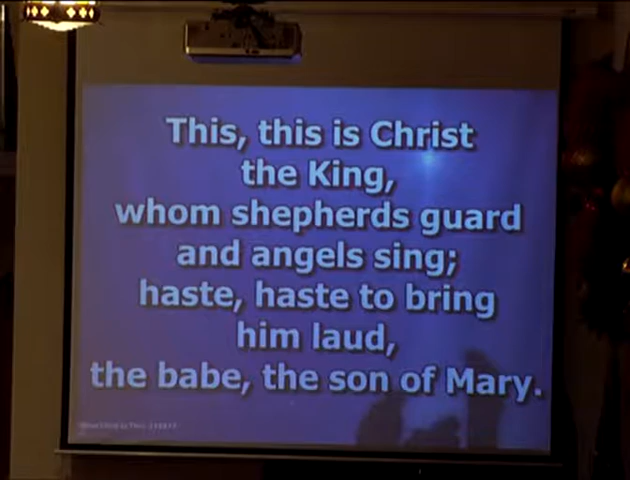 This, this is Christ
the King,
whom shepherds guard
and angels sing;
haste, haste to bring
him laud,
the babe, the son of Mary.